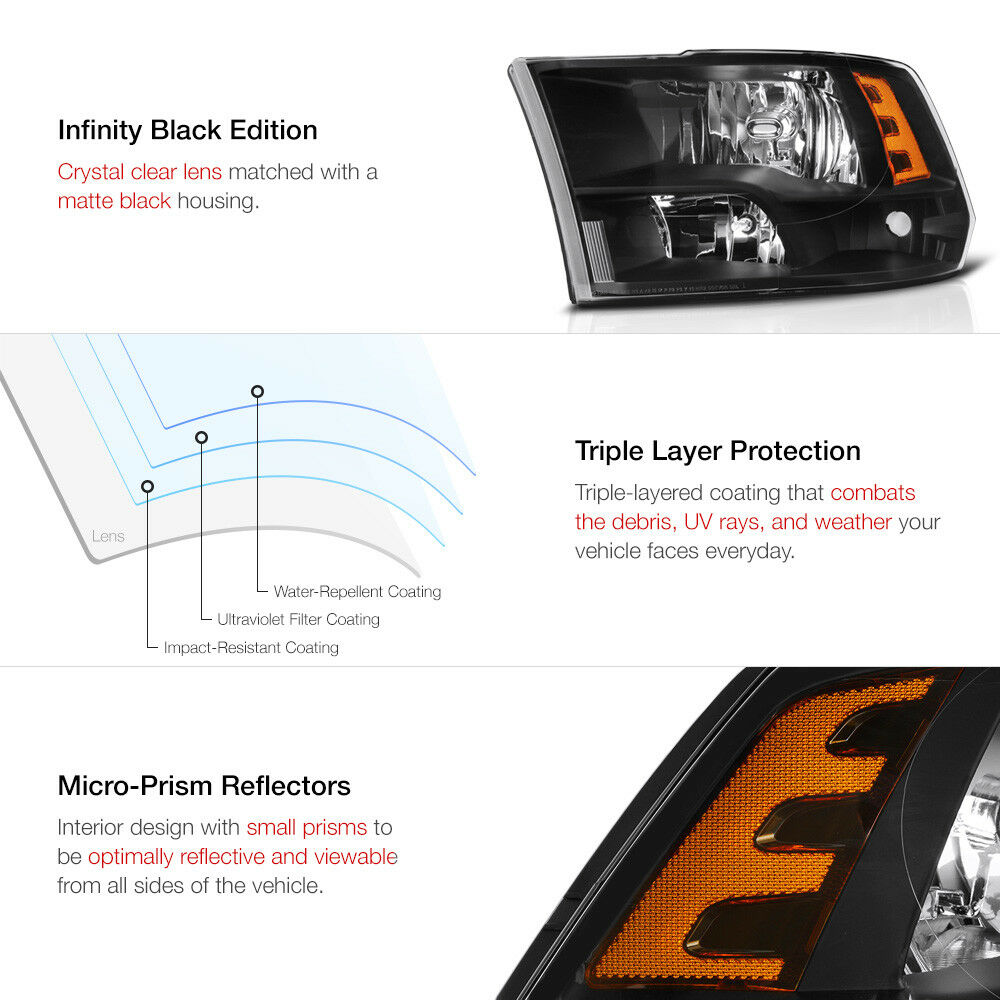 Infinity Black Edition
Crystal clear lens matched with a
matte black housing.
Triple Layer Protection
Triple-layered coating that combats
the debris, UV rays, and weather your
vehicle faces everyday.
Lens
Water-Repellent Coating
Ultraviolet Filter Coating
Impact-Resistant Coating
Micro-Prism Reflectors
Interior design with small prisms to
be optimally reflective and viewable
from all sides of the vehicle.